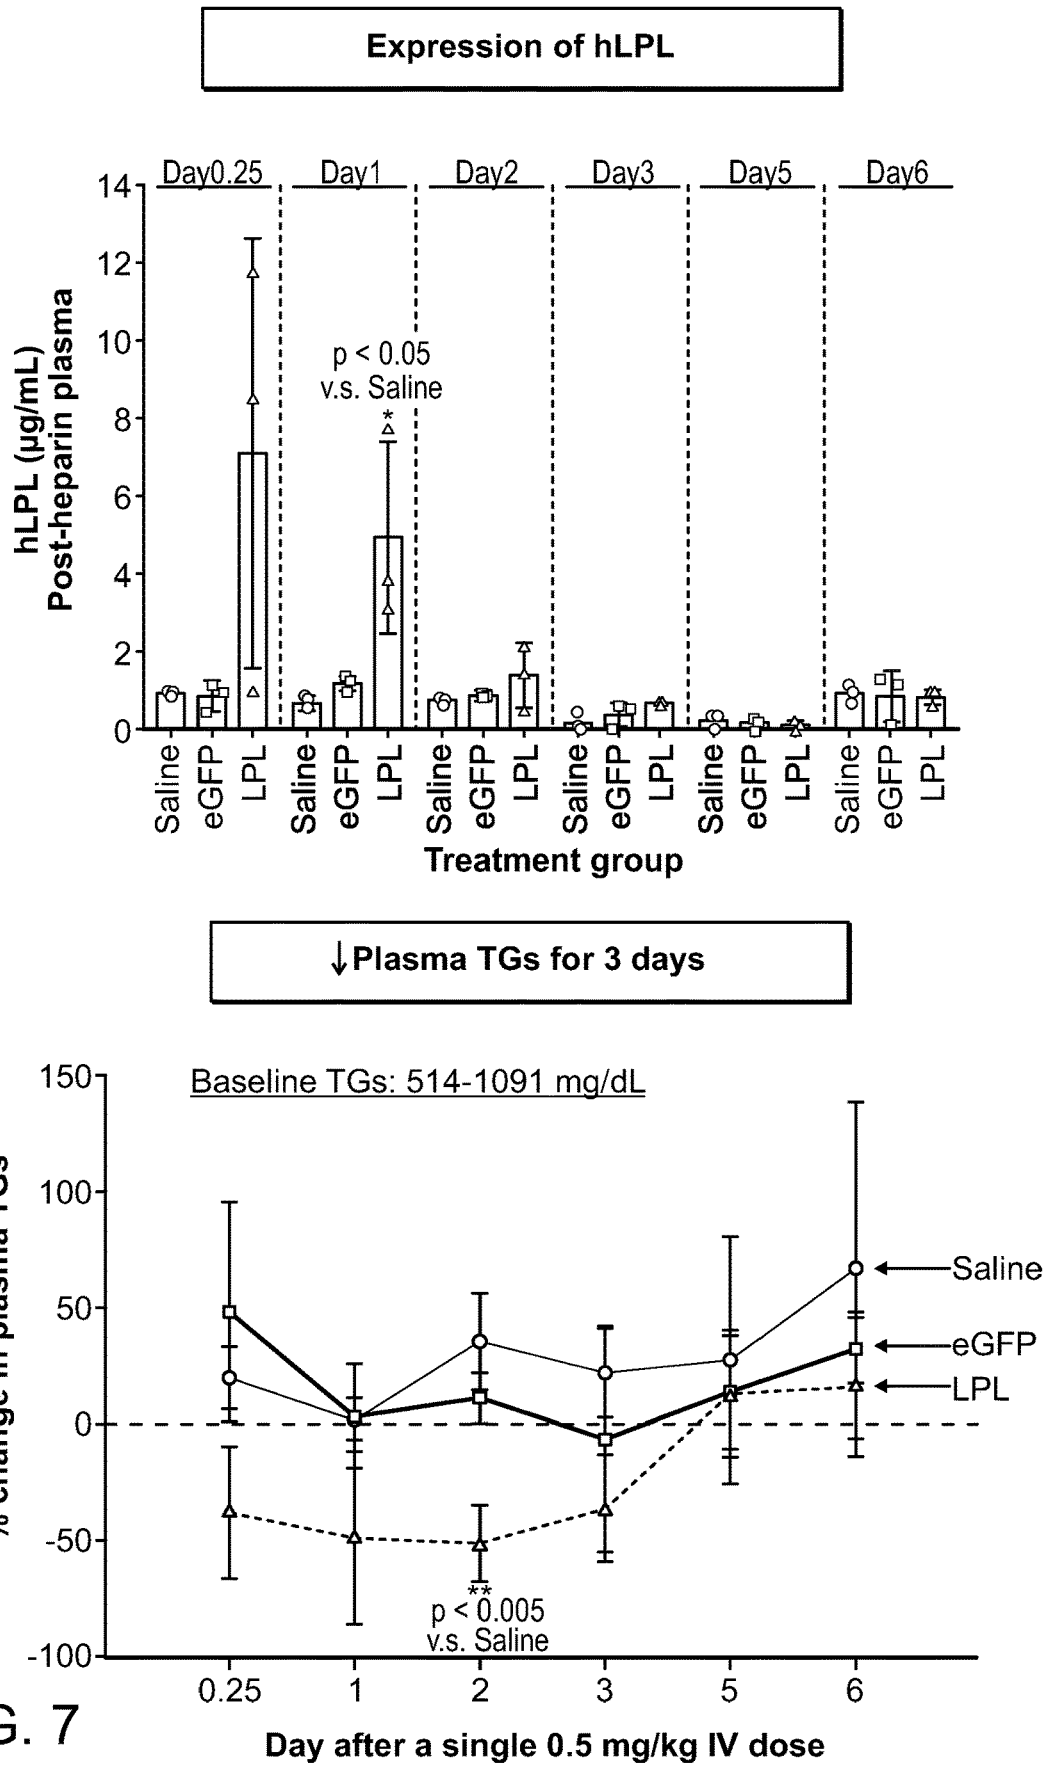 Expression of hLPL
Day0.25 Day1 Day2 Day3 Day5 Day6
14
12
10
8
6
4
2
0
hLPL (µg/mL)
Post-heparin plasma
p < 0.05
v.s. Saline
*
Saline eGFP LPL Saline eGFP LPL Saline eGFP LPL Saline eGFP LPL Saline eGFP LPL Saline eGFP LPL
Treatment group
↓Plasma TGs for 3 days
Baseline TGs: 514-1091 mg/dL
150
100
50
0
-50
-100
% change in plasma TGs
Saline
eGFP
LPL
**
p < 0.005
v.s. Saline
0.25 1 2 3 5 6
G. 7
Day after a single 0.5 mg/kg IV dose